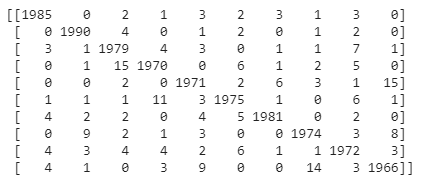 [[1985 0 2 1 3 2 3 1 3 0]
[ 0 1990 4 0 1 2 0 1 2 0]
[ 3 1 1979 4 3 0 1 1 7 1]
[ 0 1 15 1970 0 6 1 2 5 0]
[ 0 0 2 0 1971 2 6 3 1 15]
[ 1 1 1 11 3 1975 1 0 6 1]
[ 4 2 2 0 4 5 1981 0 2 0]
[ 0 9 2 1 3 0 0 1974 3 8]
[ 4 3 4 4 2 6 1 1 1972 3]
[ 4 1 0 3 9 0 0 14 3 1966]]